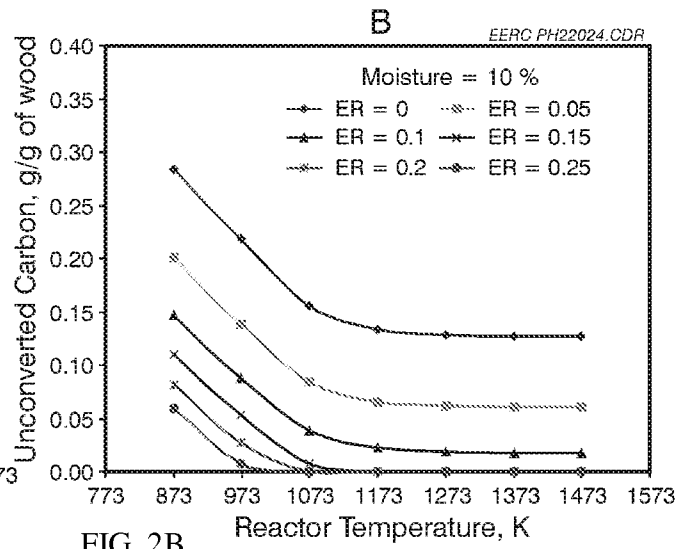 B
EERC PH22024.CDR
Moisture = 10 %
ER = 0 ER = 0.05
ER = 0.1 ER = 0.15
ER = 0.2 ER = 0.25
Unconverted Carbon, g/g of wood
0.40
0.35
0.30
0.25
0.20
0.15
0.10
0.05
0.00
73
773 873 973 1073 1173 1273 1373 1473 1573
Reactor Temperature, K
FIG. 2B